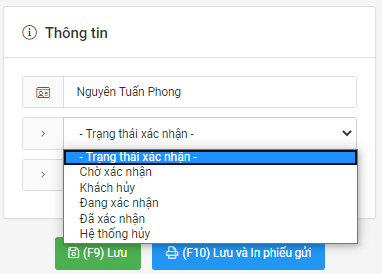 Thông tin
Nguyên Tuấn Phong
- Trạng thái xác nhận -
- Trạng thái xác nhận -
Chờ xác nhận
Khách hủy
Đang xác nhận
Đã xác nhận
Hệ thống hủy
(F9) Lưu
(F10) Lưu và In phiếu gửi